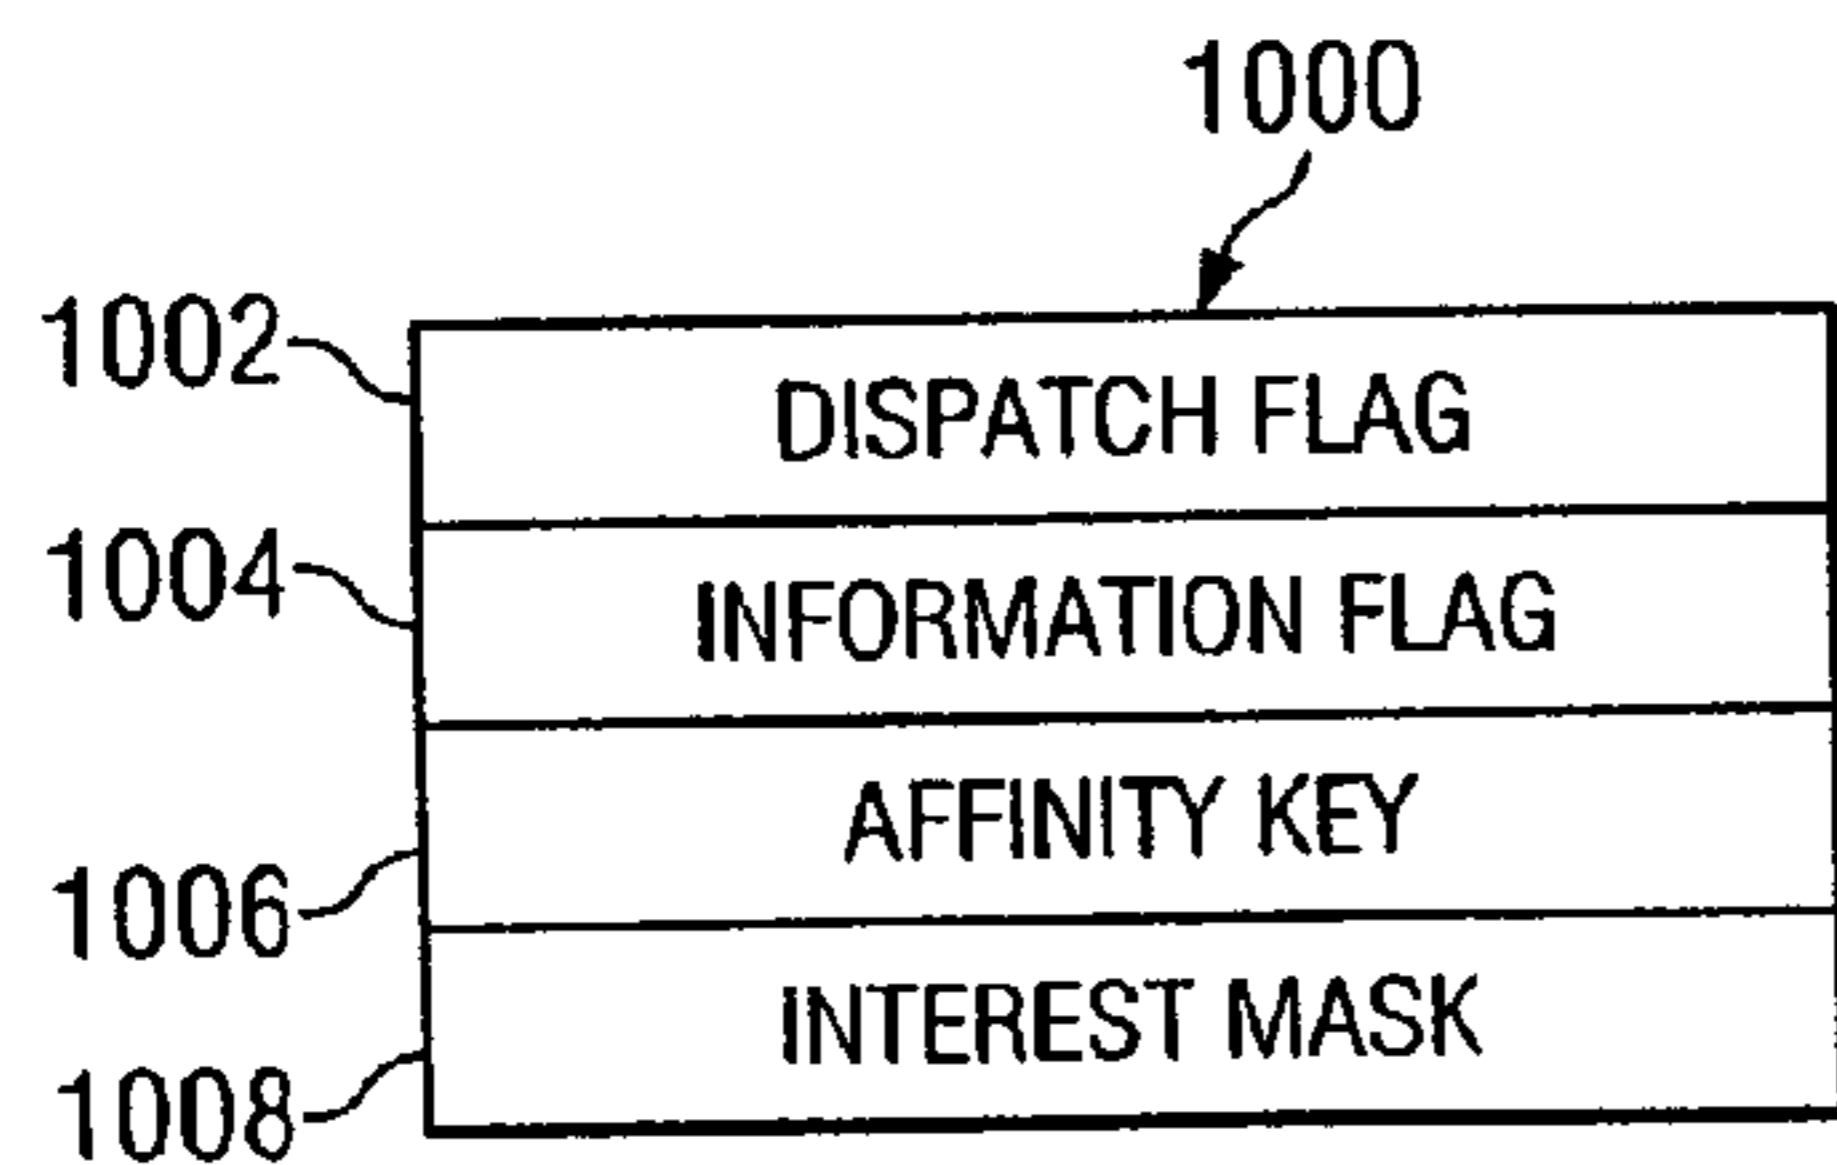 1000
1002
DISPATCH FLAG
1004
INFORMATION FLAG
AFFINITY KEY
1006
INTEREST MASK
1008